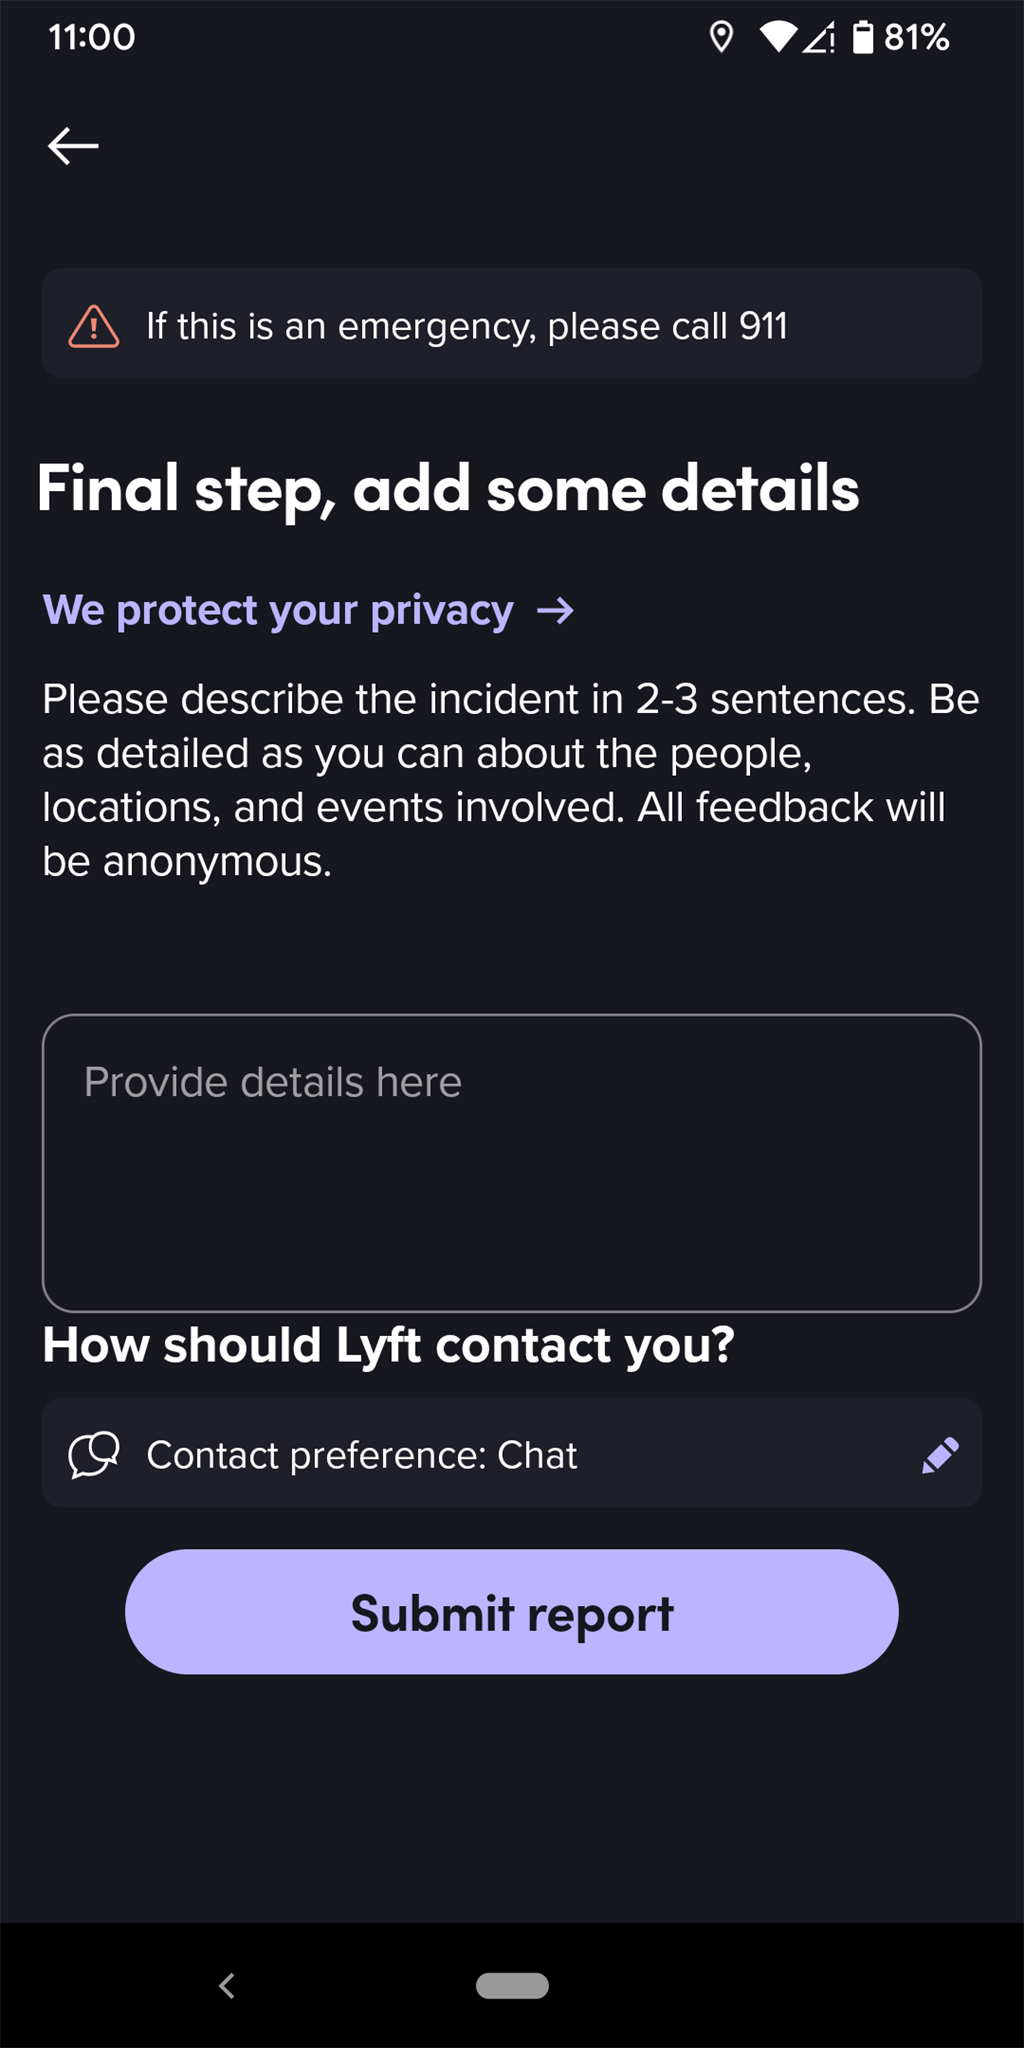 11:00
81%
If this is an emergency, please call 911
Final step, add some details
We protect your privacy →
Please describe the incident in 2-3 sentences. Be
as detailed as you can about the people,
locations, and events involved. All feedback will
be anonymous.
Provide details here
How should Lyft contact you?
Contact preference: Chat
Submit report